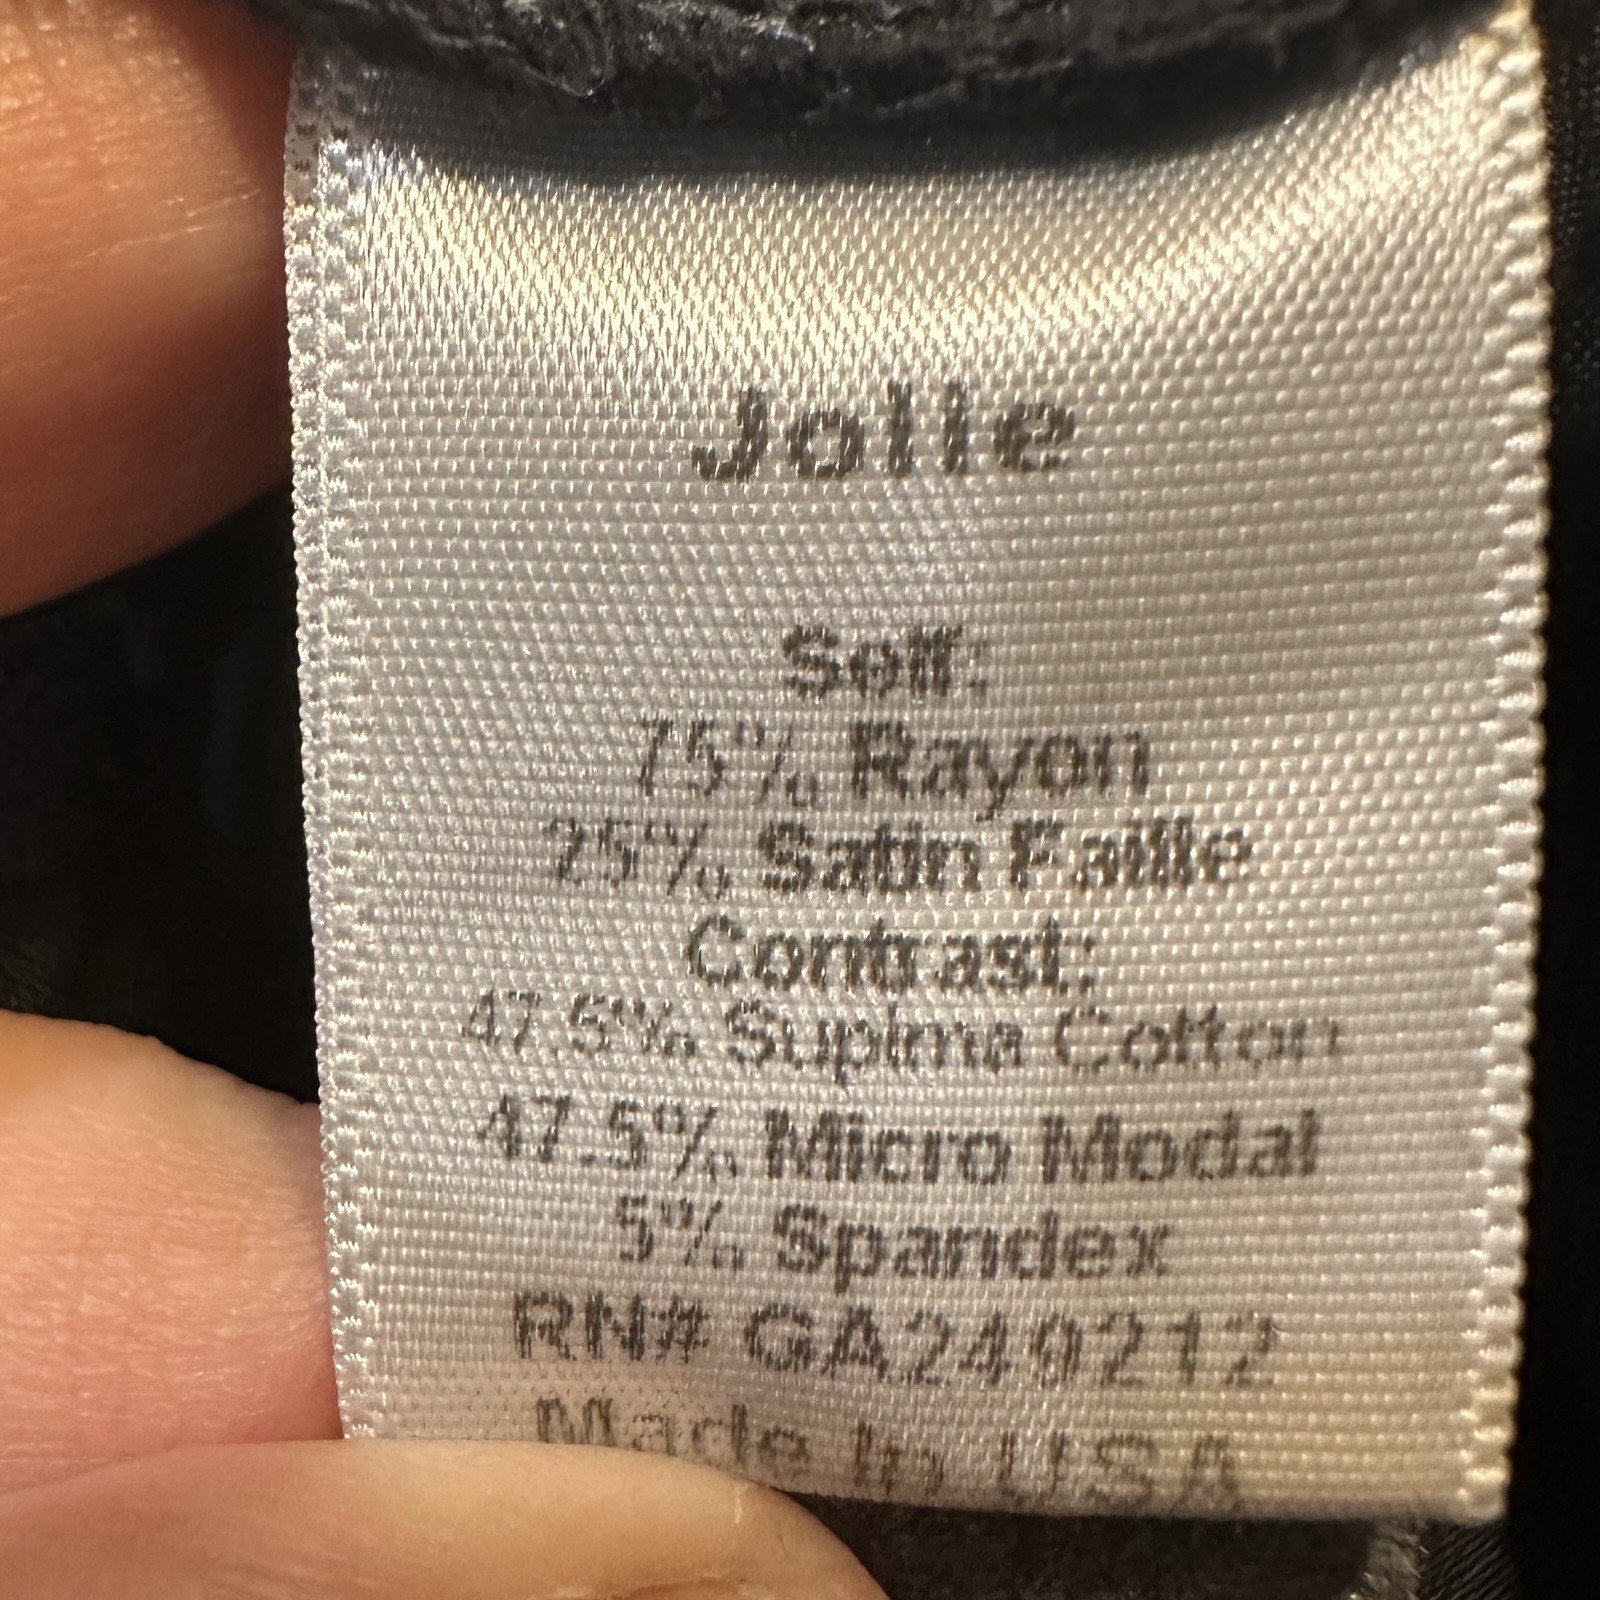 Jolie
Self:
75% Rayon
25% Satin Faille
Contrast:
47.5% Supima Cotton
47.5% Micro Modal
5% Spandex
RN# GA249212
Made In USA